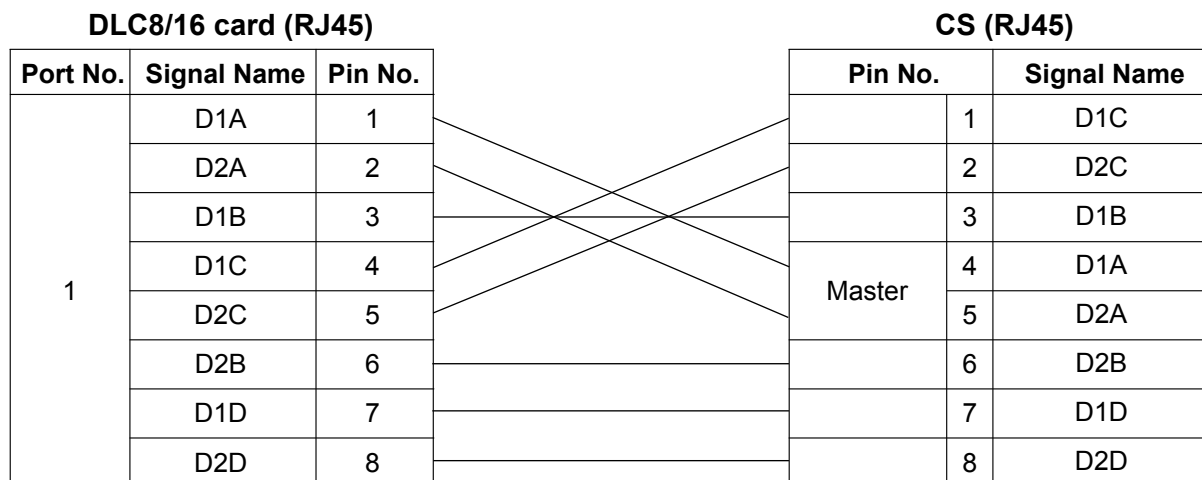 DLC8/16 card (RJ45) CS (RJ45)
Port No. Signal Name Pin No. Pin No. Signal Name
D1A 1 1 D1C
D2A 2 2 D2C
D1B 3 3 D1B
D1C 4 4 D1A
1 Master
D2C 5 5 D2A
D2B 6 6 D2B
D1D 7 7 D1D
D2D 8 8 D2D